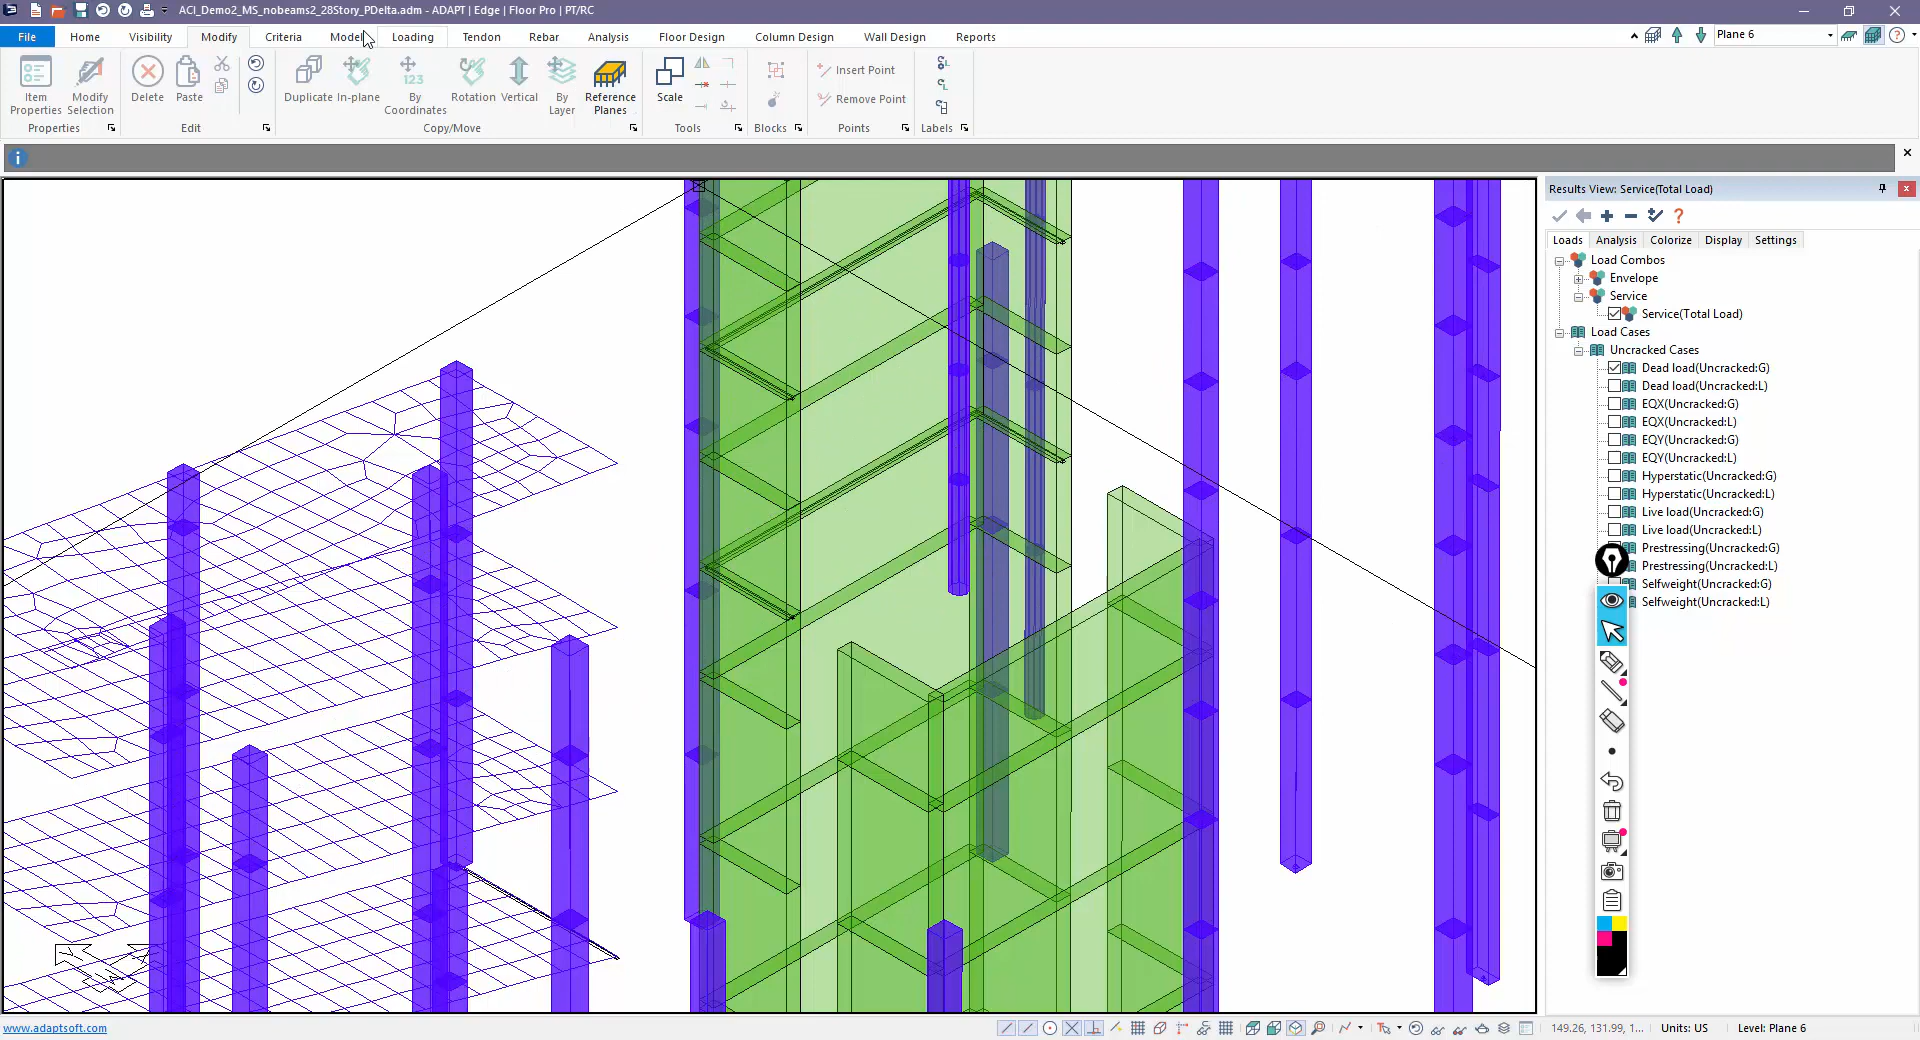 ACI_Demo2_MS_nobeams2_28Story_PDelta.adm - ADAPT | Edge | Floor Pro | PT/RC
File Home Visibility Modify Criteria Model Loading Tendon Rebar Analysis Floor Design Column Design Wall Design Reports Plane 6
Item Properties Modify Selection Delete Paste Duplicate In-plane By Coordinates Rotation Vertical By Layer Reference Planes Scale Insert Point Remove Point
Properties Edit Copy/Move Tools Blocks Points Labels
Results View: Service(Total Load)
Loads Analysis Colorize Display Settings
Load Combos
Envelope
Service
Service(Total Load)
Load Cases
Uncracked Cases
Dead load(Uncracked:G)
Dead load(Uncracked:L)
EQX(Uncracked:G)
EQX(Uncracked:L)
EQY(Uncracked:G)
EQY(Uncracked:L)
Hyperstatic(Uncracked:G)
Hyperstatic(Uncracked:L)
Live load(Uncracked:G)
Live load(Uncracked:L)
Prestressing(Uncracked:G)
Prestressing(Uncracked:L)
Selfweight(Uncracked:G)
Selfweight(Uncracked:L)
www.adaptsoft.com 149.26, 131.99, 1... Units: US Level: Plane 6